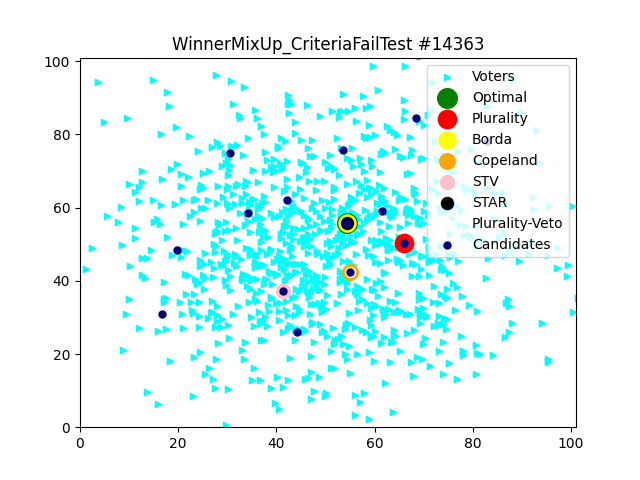 WinnerMixUp_CriteriaFailTest #14363
100
80
60
40
20
0
0
20
40
60
80
100
Voters
Optimal
Plurality
Borda
Copeland
STV
STAR
Plurality-Veto
Candidates